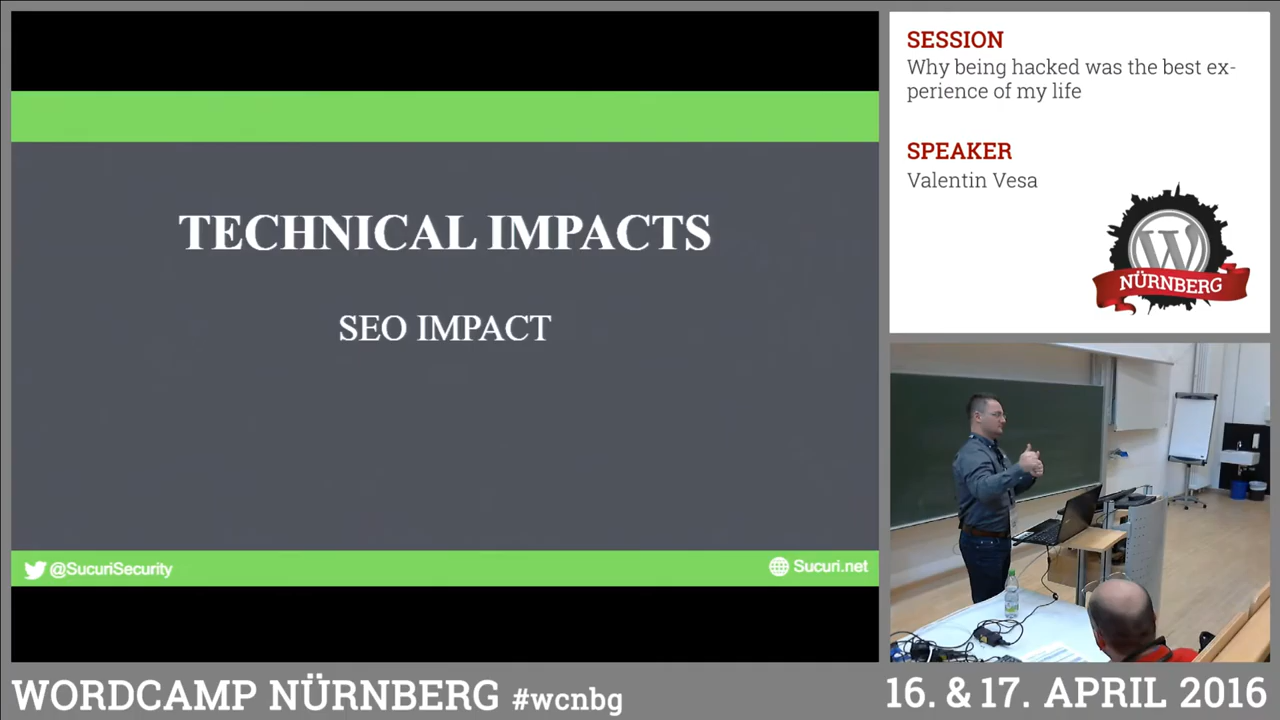 TECHNICAL IMPACTS
SEO IMPACT
@SucuriSecurity
Sucuri.net
SESSION
Why being hacked was the best ex-
perience of my life
SPEAKER
Valentin Vesa
W
NÜRNBERG
WORDCAMP NÜRNBERG #wcnbg
16. & 17. APRIL 2016